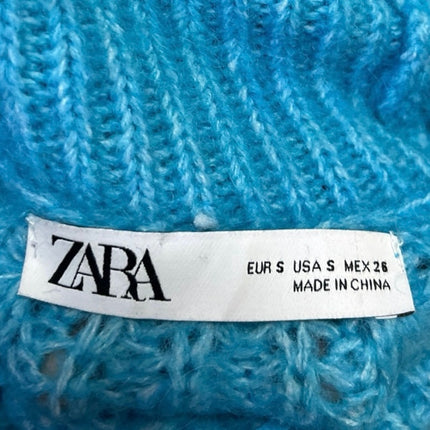 ZARA
EUR S USA S MEX 26
MADE IN CHINA